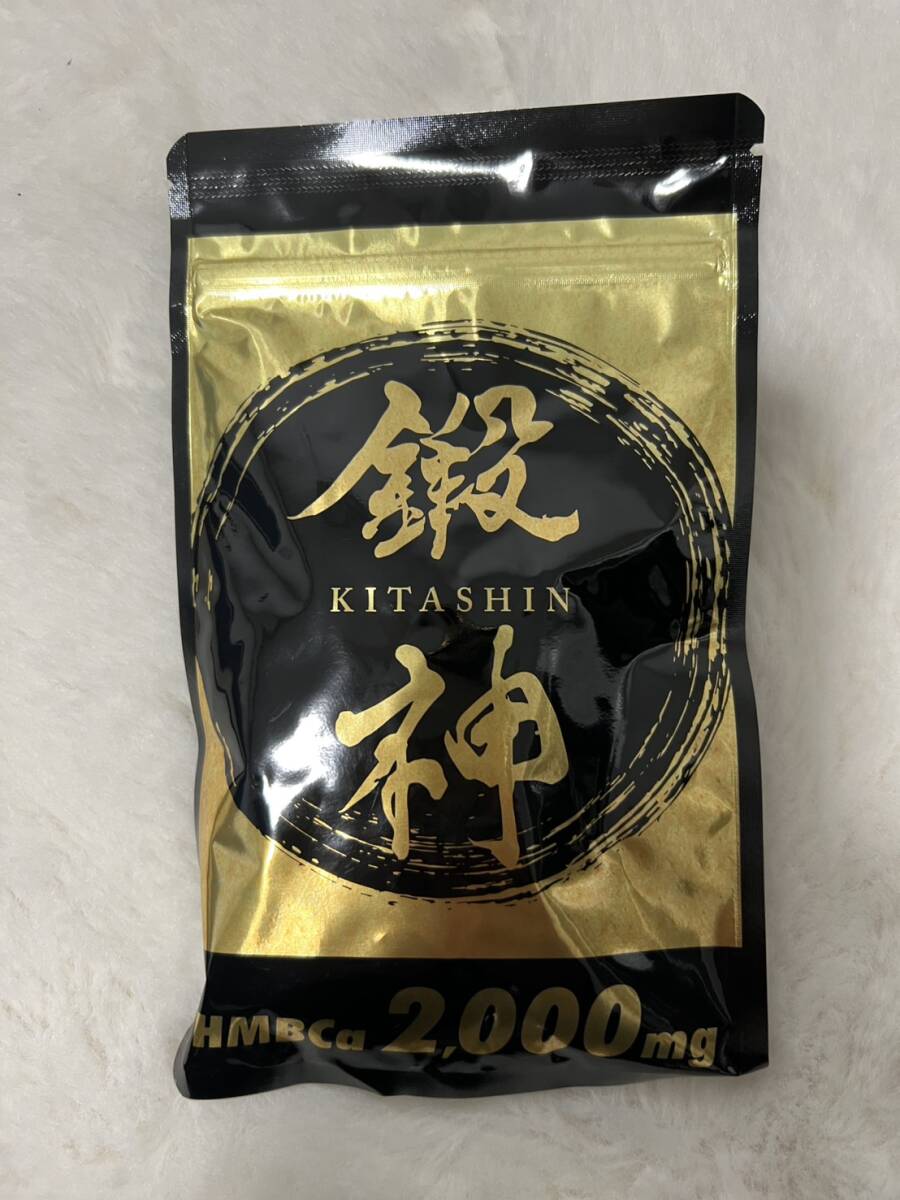 鍛
KITASHIN
神
HMBCa 2,000mg